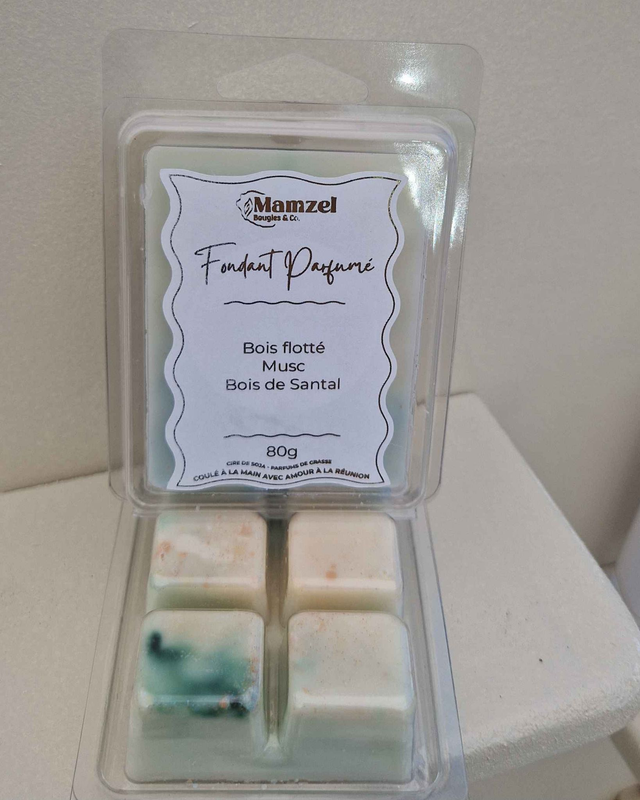 Mamzel
Bougies & Co.
Fondant Parfumé
Bois flotté
Musc
Bois de Santal
80g
CIRE DE SOJA - PARFUMS DE GRASSE
COULÉ À LA MAIN AVEC AMOUR À LA RÉUNION